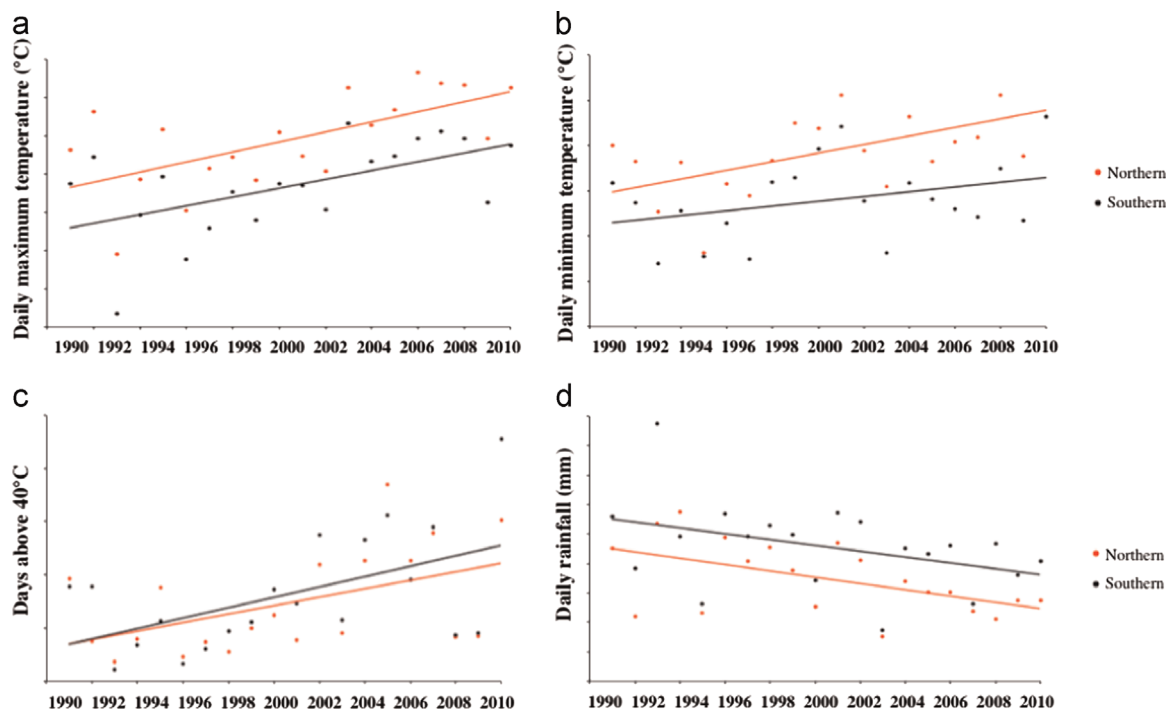 a
Daily maximum temperature (°C)
1990 1992 1994 1996 1998 2000 2002 2004 2006 2008 2010
b
Daily minimum temperature (°C)
1990 1992 1994 1996 1998 2000 2002 2004 2006 2008 2010
Northern
Southern
c
Days above 40°C
1990 1992 1994 1996 1998 2000 2002 2004 2006 2008 2010
d
Daily rainfall (mm)
1990 1992 1994 1996 1998 2000 2002 2004 2006 2008 2010
Northern
Southern